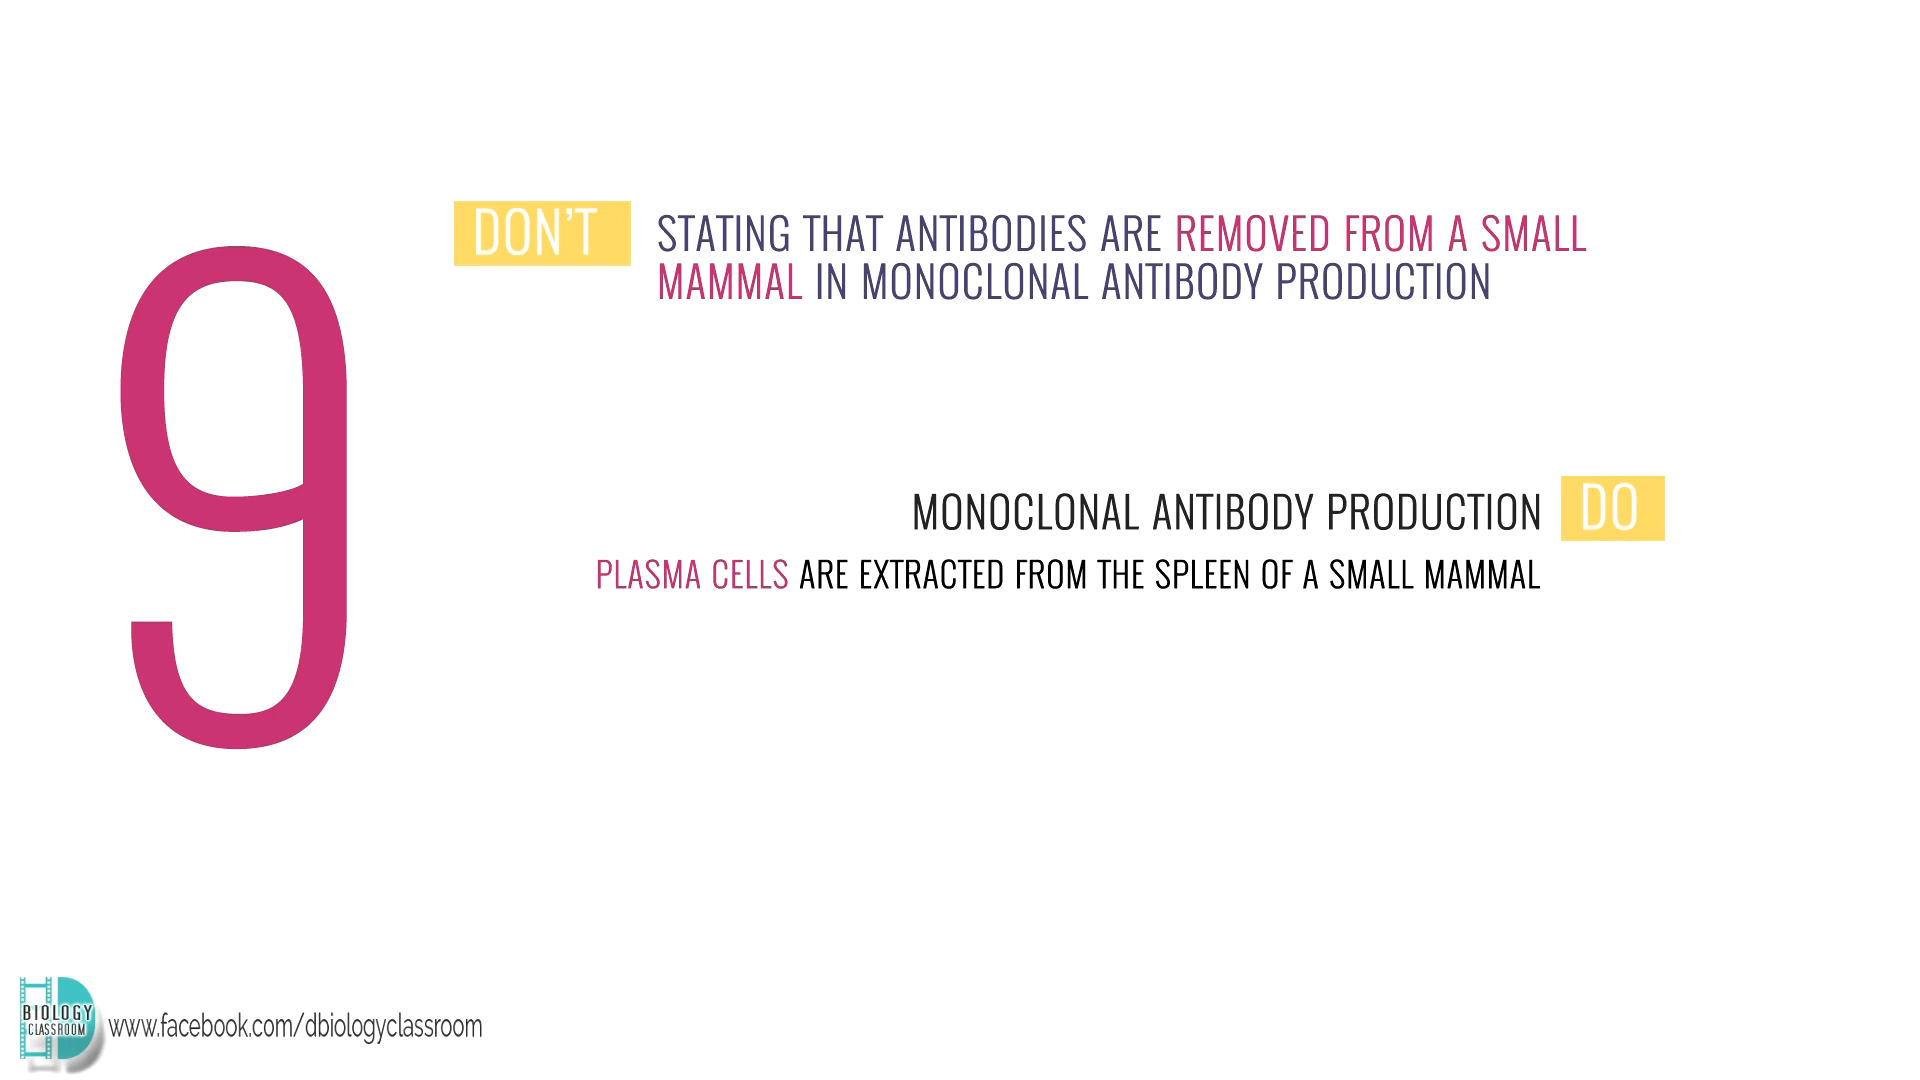 9
DON'T
STATING THAT ANTIBODIES ARE REMOVED FROM A SMALL
MAMMAL IN MONOCLONAL ANTIBODY PRODUCTION
MONOCLONAL ANTIBODY PRODUCTION
DO
PLASMA CELLS ARE EXTRACTED FROM THE SPLEEN OF A SMALL MAMMAL
BIOLOGY
CLASSROOM
www.facebook.com/dbiologyclassroom